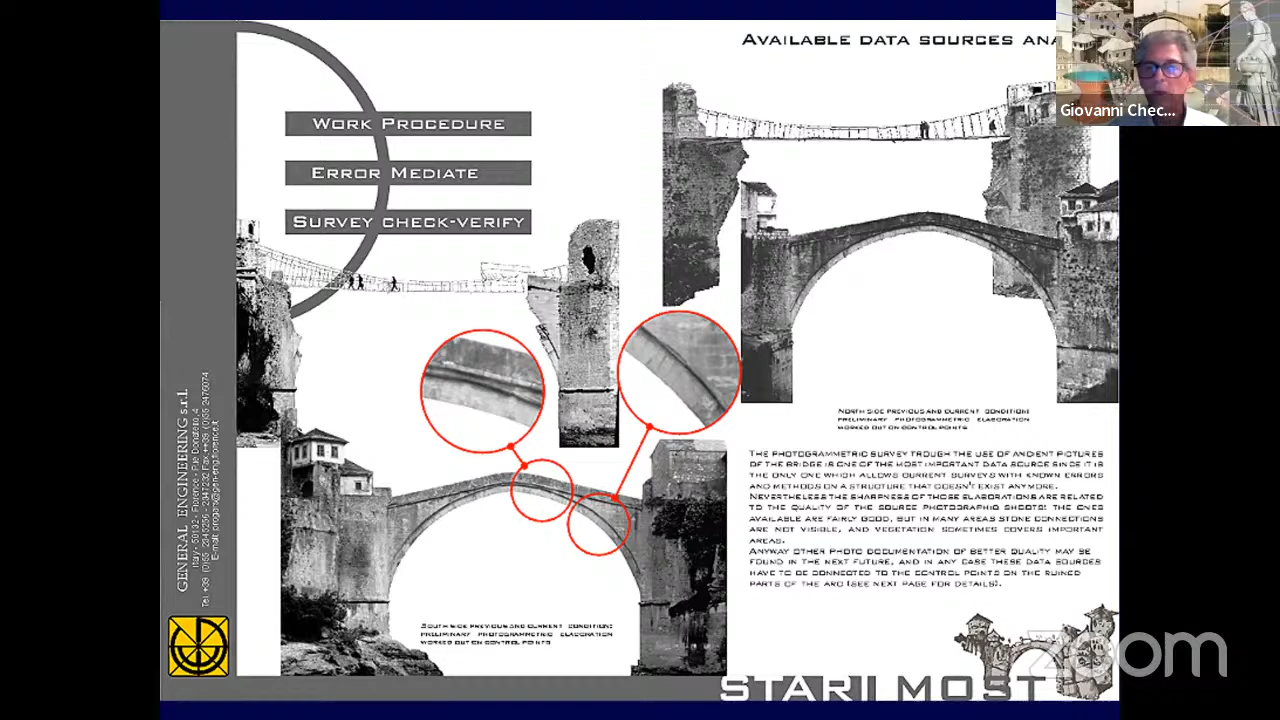 AVAILABLE DATA SOURCES ANA
Giovanni Chec...
WORK PROCEDURE
ERROR MEDIATE
SURVEY CHECK-VERIFY
NORTH SIDE PREVIOUS AND CURRENT CONDITION:
PRELIMINARY PHOTOGRAMMETRIC ELABORATION
WORKED OUT ON CONTROL POINTS
THE PHOTOGRAMMETRIC SURVEY TROUGH THE USE OF ANCIENT PICTURES
OF THE BRIDGE IS ONE OF THE MOST IMPORTANT DATA SOURCE SINCE IT IS
THE ONLY ONE WHICH ALLOWS CURRENT SURVEYS WITH KNOWN ERRORS
AND METHODS ON A STRUCTURE THAT DOESN'T EXIST ANYMORE.
NEVERTHELESS THE SHARPNESS OF THOSE ELABORATIONS ARE RELATED
TO THE QUALITY OF THE SOURCE PHOTOGRAPHIC SHOOTS: THE ONES
AVAILABLE ARE FAIRLY GOOD, BUT IN MANY AREAS STONE CONNECTIONS
ARE NOT VISIBLE, AND VEGETATION SOMETIMES COVERS IMPORTANT
AREAS.
ANYWAY OTHER PHOTO DOCUMENTATION OF BETTER QUALITY MAY BE
FOUND IN THE NEXT FUTURE, AND IN ANY CASE THESE DATA SOURCES
HAVE TO BE CONNECTED TO THE CONTROL POINTS ON THE RUINED
PARTS OF THE ARC (SEE NEXT PAGE FOR DETAILS).
SOUTH SIDE PREVIOUS AND CURRENT CONDITION:
PRELIMINARY PHOTOGRAMMETRIC ELABORATION
WORKED OUT ON CONTROL POINTS
GENERAL ENGINEERING s.r.l.
zoom
STARII MOST